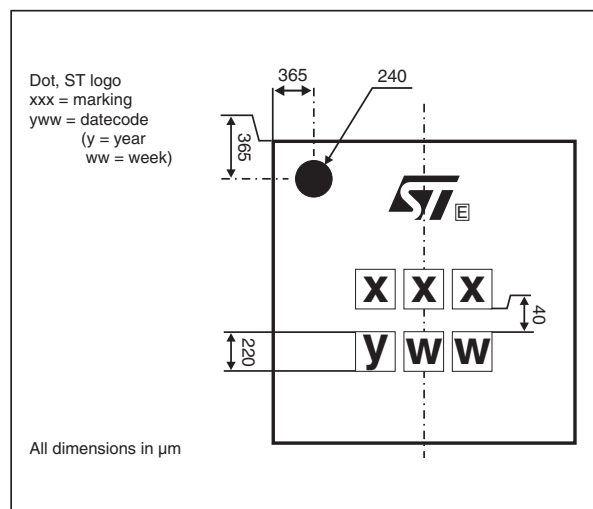 Dot, ST logo
xxx = marking
yww = datecode
(y = year
ww = week)
365
240
365
ST E
x x x
40
y w w
220
All dimensions in µm